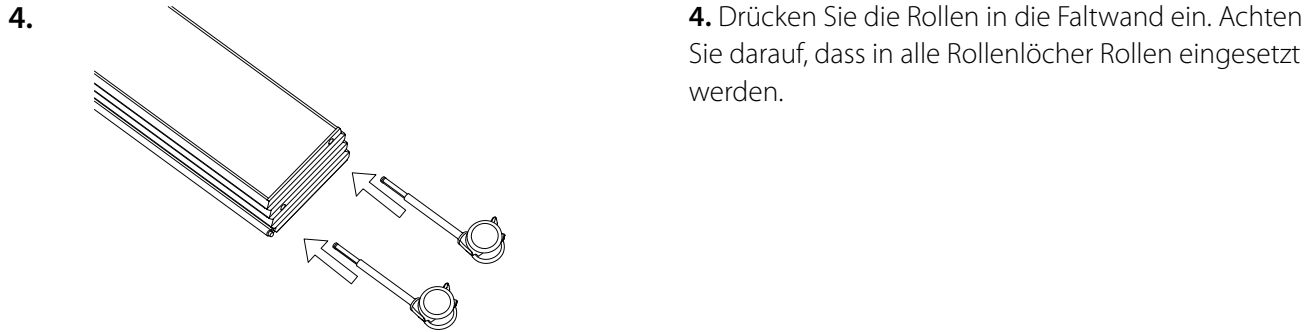 4.
4. Drücken Sie die Rollen in die Faltwand ein. Achten
Sie darauf, dass in alle Rollenlöcher Rollen eingesetzt
werden.